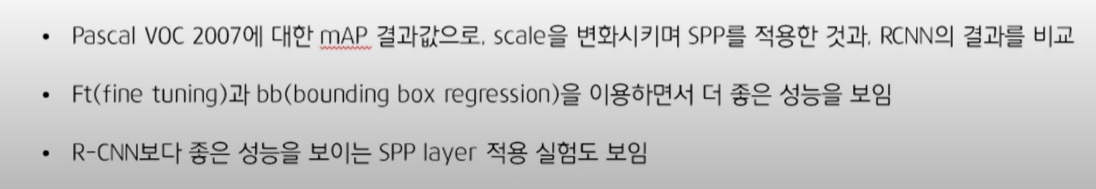 • Pascal VOC 2007에 대한 mAP 결과값으로, scale을 변화시키며 SPP를 적용한 것과, RCNN의 결과를 비교
• Ft(fine tuning)과 bb(bounding box regression)을 이용하면서 더 좋은 성능을 보임
• R-CNN보다 좋은 성능을 보이는 SPP layer 적용 실험도 보임